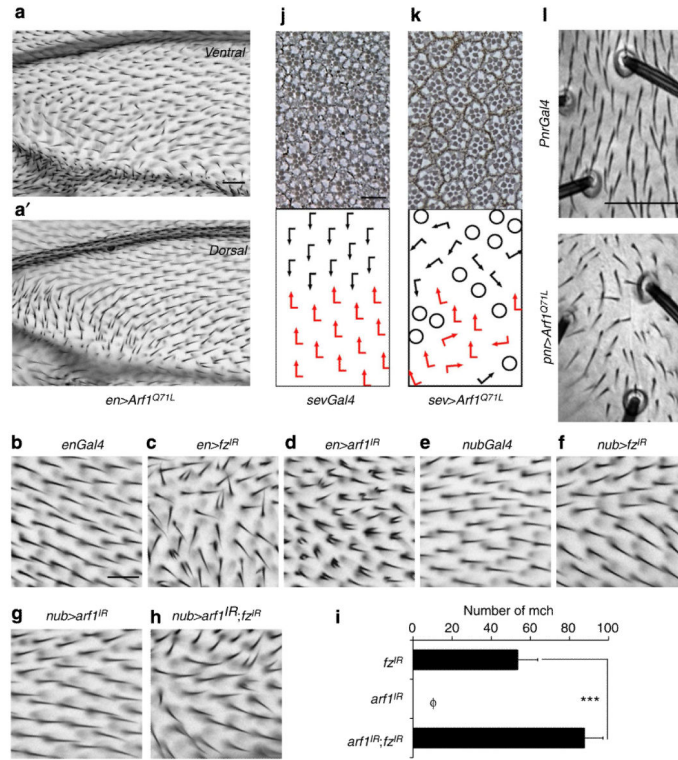 a
Ventral
a′
Dorsal
en>Arf1Q71L
j
sevGal4
k
sev>Arf1Q71L
l
PnrGal4
pnr>Arf1Q71L
b enGal4
c en>fzIR
d en>arf1IR
e nubGal4
f nub>fzIR
g nub>arf1IR
h nub>arf1IR;fzIR
i
Number of mch
0 20 40 60 80 100
fzIR
arf1IR
ϕ
***
arf1IR;fzIR